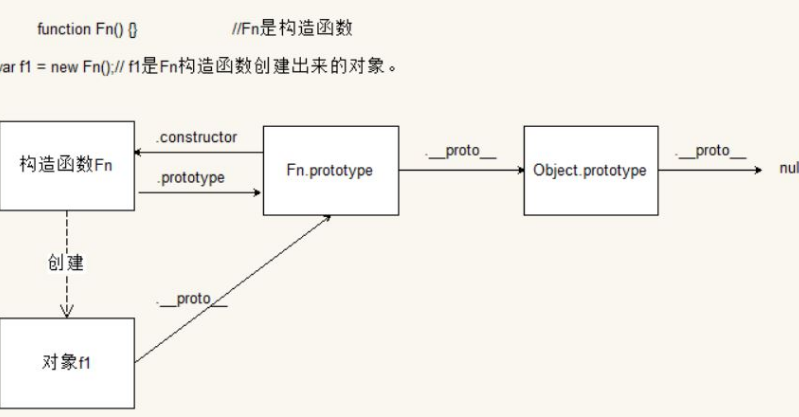 function Fn() {} //Fn是构造函数
var f1 = new Fn();// f1是Fn构造函数创建出来的对象。
.constructor
.__proto__
.__proto__
构造函数Fn
Fn.prototype
Object.prototype
null
.prototype
创建
.__proto__
对象f1